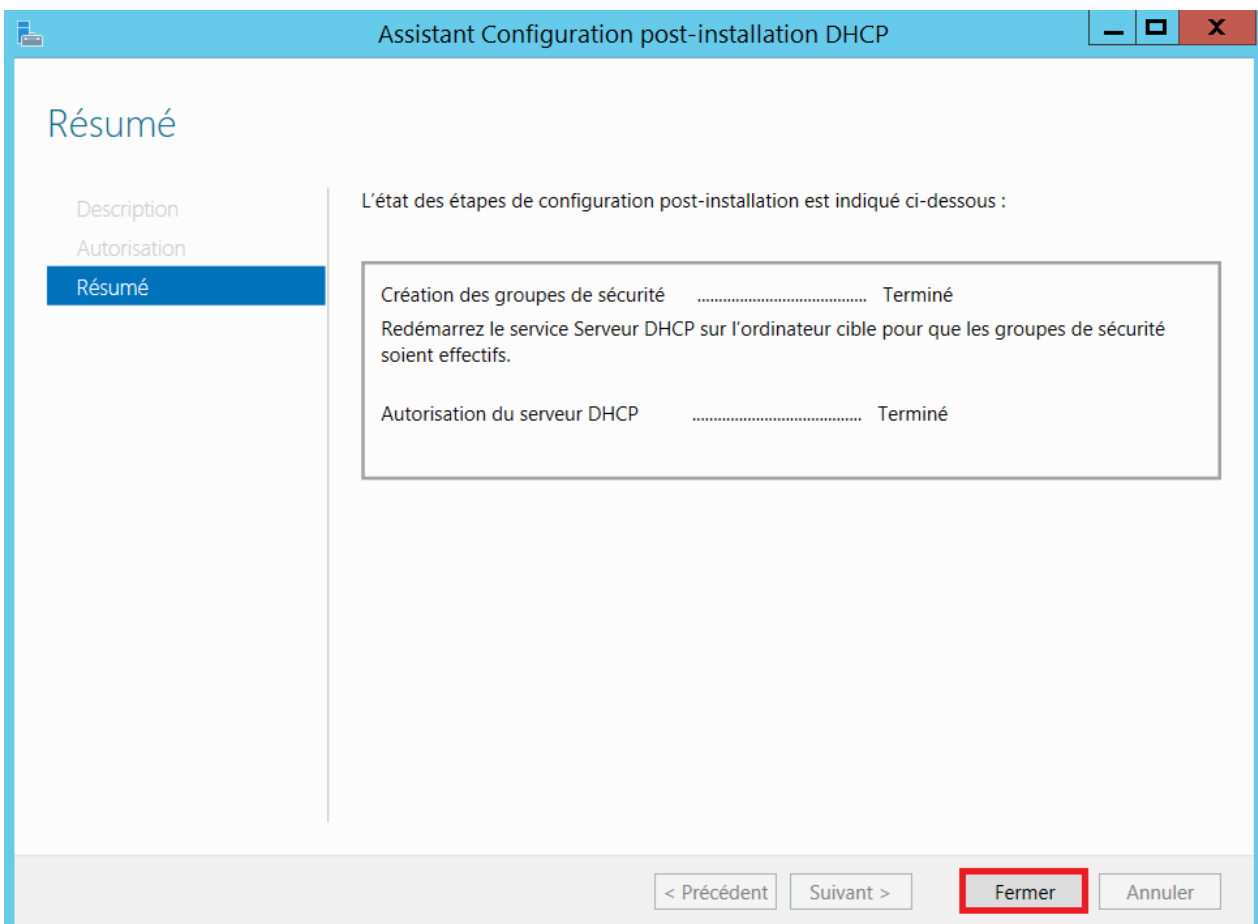 Assistant Configuration post-installation DHCP
Résumé
Description
Autorisation
Résumé
L'état des étapes de configuration post-installation est indiqué ci-dessous :
Création des groupes de sécurité ........................................ Terminé
Redémarrez le service Serveur DHCP sur l'ordinateur cible pour que les groupes de sécurité
soient effectifs.
Autorisation du serveur DHCP ........................................ Terminé
< Précédent Suivant > Fermer Annuler